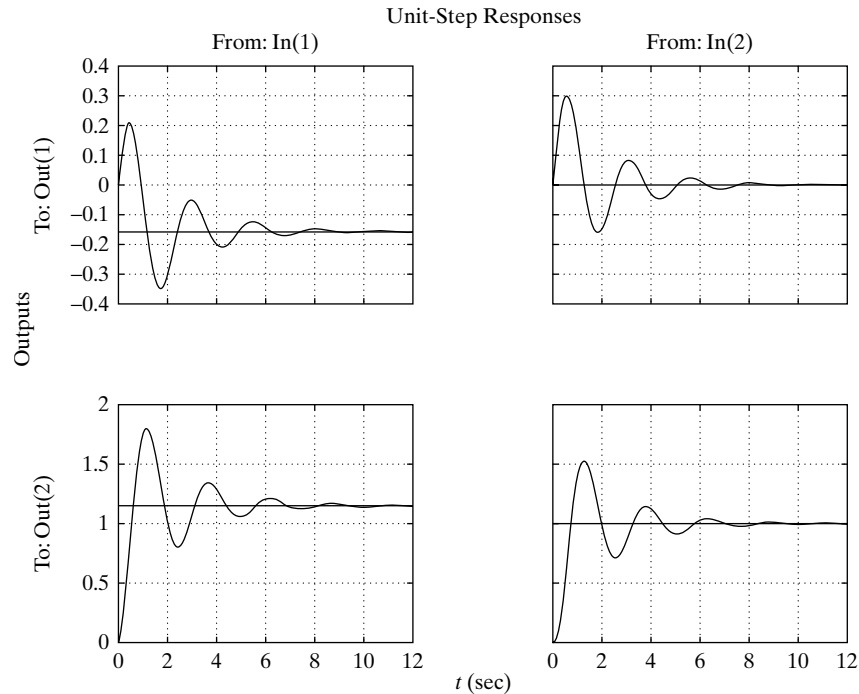 Unit-Step Responses
From: In(1)
From: In(2)
Outputs
To: Out(1)
0.4
0.3
0.2
0.1
0
−0.1
−0.2
−0.3
−0.4
To: Out(2)
2
1.5
1
0.5
0
0 2 4 6 8 10 12
0 2 4 6 8 10 12
t (sec)